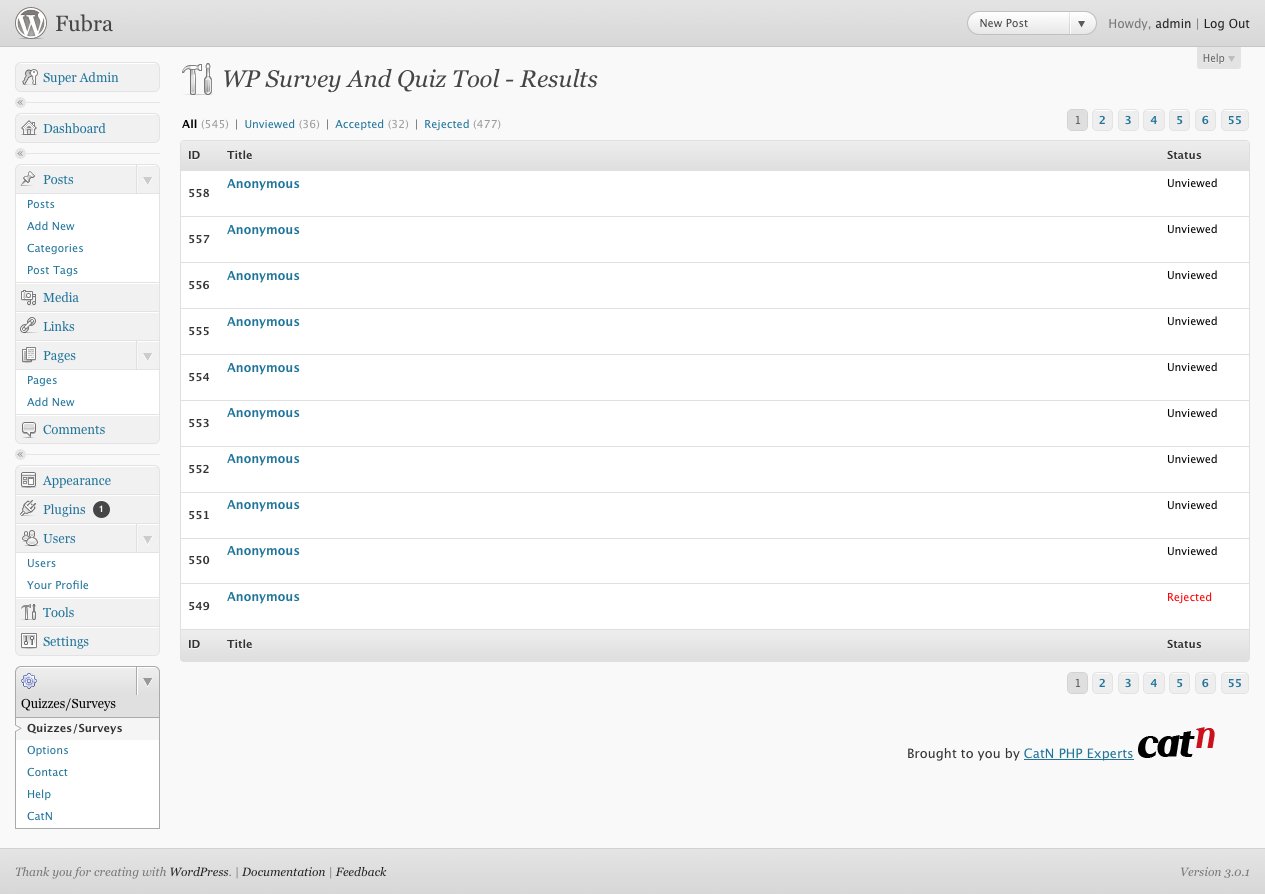 Fubra
New Post
Howdy, admin | Log Out
Help
Super Admin
Dashboard
Posts
Posts
Add New
Categories
Post Tags
Media
Links
Pages
Pages
Add New
Comments
Appearance
Plugins 1
Users
Users
Your Profile
Tools
Settings
Quizzes/Surveys
Quizzes/Surveys
Options
Contact
Help
CatN
WP Survey And Quiz Tool - Results
All (545) | Unviewed (36) | Accepted (32) | Rejected (477)
1 2 3 4 5 6 55
ID Title Status
558 Anonymous Unviewed
557 Anonymous Unviewed
556 Anonymous Unviewed
555 Anonymous Unviewed
554 Anonymous Unviewed
553 Anonymous Unviewed
552 Anonymous Unviewed
551 Anonymous Unviewed
550 Anonymous Unviewed
549 Anonymous Rejected
ID Title Status
1 2 3 4 5 6 55
Brought to you by CatN PHP Experts catn
Thank you for creating with WordPress. | Documentation | Feedback
Version 3.0.1